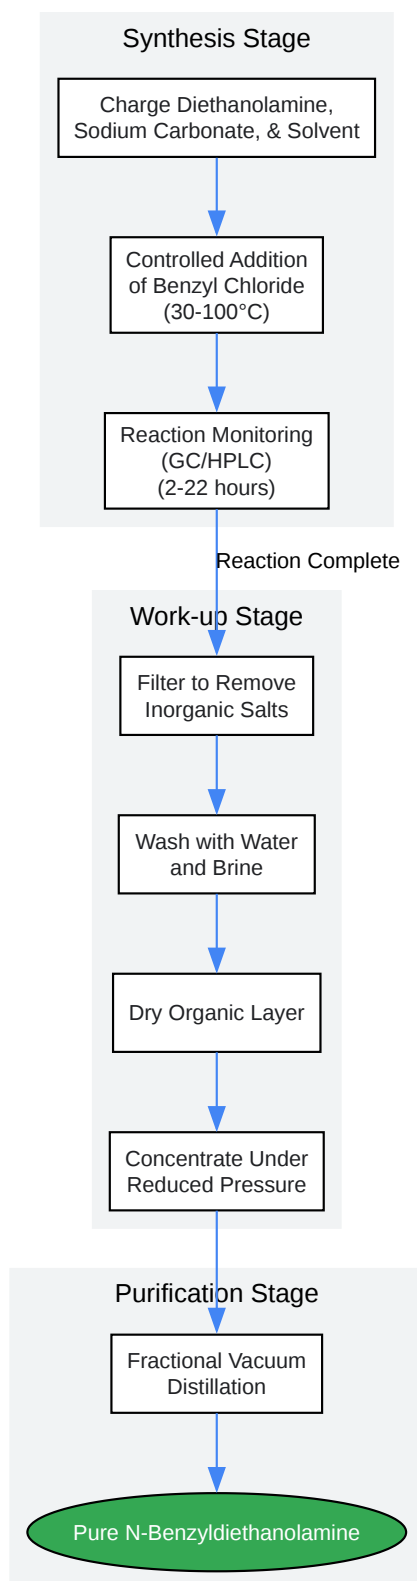 Synthesis Stage
Charge Diethanolamine,
Sodium Carbonate, & Solvent
Controlled Addition
of Benzyl Chloride
(30-100°C)
Reaction Monitoring
(GC/HPLC)
(2-22 hours)
Reaction Complete
Work-up Stage
Filter to Remove
Inorganic Salts
Wash with Water
and Brine
Dry Organic Layer
Concentrate Under
Reduced Pressure
Purification Stage
Fractional Vacuum
Distillation
Pure N-Benzyldiethanolamine